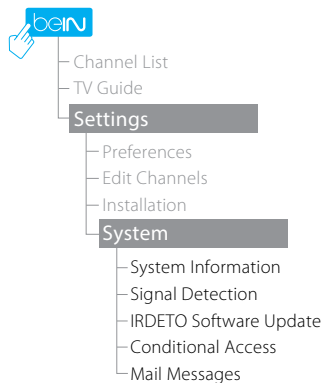 beIN
Channel List
TV Guide
Settings
Preferences
Edit Channels
Installation
System
System Information
Signal Detection
IRDETO Software Update
Conditional Access
Mail Messages